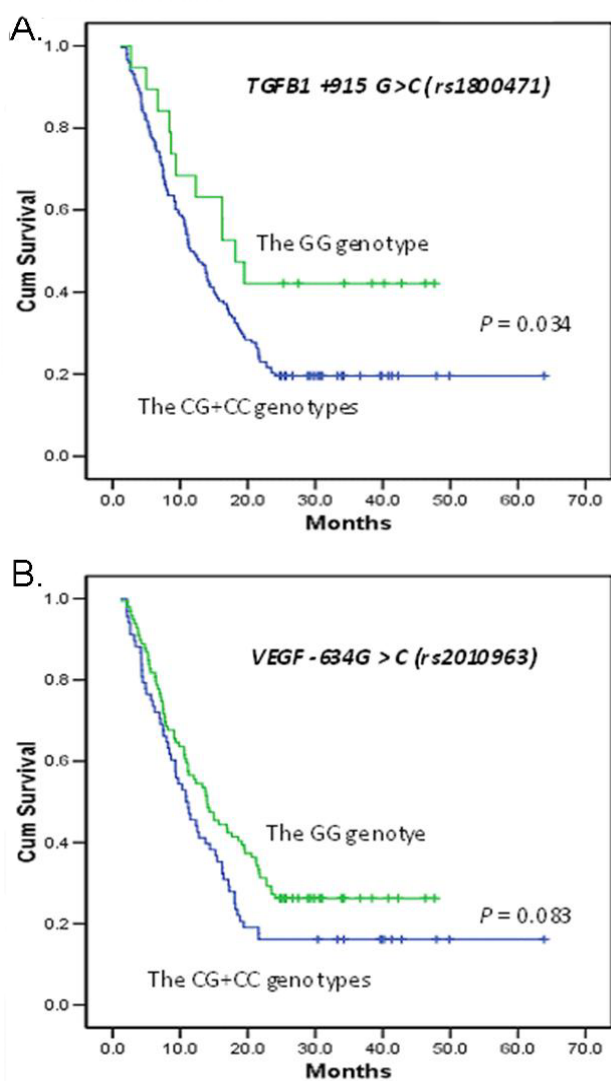 A.
TGFB1 +915 G>C (rs1800471)
1.0
0.8
0.6
0.4
0.2
0.0
Cum Survival
The GG genotype
P = 0.034
The CG+CC genotypes
0.0 10.0 20.0 30.0 40.0 50.0 60.0 70.0
Months
B.
VEGF -634G > C (rs2010963)
1.0
0.8
0.6
0.4
0.2
0.0
Cum Survival
The GG genotye
P = 0.083
The CG+CC genotypes
0.0 10.0 20.0 30.0 40.0 50.0 60.0 70.0
Months